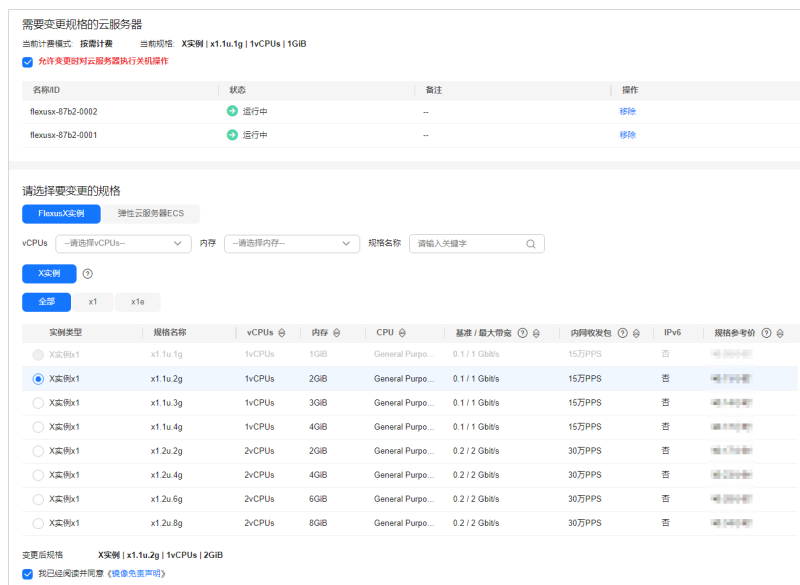 需要变更规格的云服务器
当前计费模式: 按需计费 当前规格: X实例 | x1.1u.1g | 1vCPUs | 1GiB
允许变更时对云服务器执行关机操作
名称/ID 状态 备注 操作
flexusx-87b2-0002 运行中 -- 移除
flexusx-87b2-0001 运行中 -- 移除
请选择要变更的规格
FlexusX实例 弹性云服务器ECS
vCPUs --请选择vCPUs-- 内存 --请选择内存-- 规格名称 请输入关键字
X实例
全部 x1 x1e
实例类型 规格名称 vCPUs 内存 CPU 基准 / 最大带宽 内网收发包 IPv6 规格参考价
X实例x1 x1.1u.1g 1vCPUs 1GiB General Purpo... 0.1 / 1 Gbit/s 15万PPS 否
X实例x1 x1.1u.2g 1vCPUs 2GiB General Purpo... 0.1 / 1 Gbit/s 15万PPS 否
X实例x1 x1.1u.3g 1vCPUs 3GiB General Purpo... 0.1 / 1 Gbit/s 15万PPS 否
X实例x1 x1.1u.4g 1vCPUs 4GiB General Purpo... 0.1 / 1 Gbit/s 15万PPS 否
X实例x1 x1.2u.2g 2vCPUs 2GiB General Purpo... 0.2 / 2 Gbit/s 30万PPS 否
X实例x1 x1.2u.4g 2vCPUs 4GiB General Purpo... 0.2 / 2 Gbit/s 30万PPS 否
X实例x1 x1.2u.6g 2vCPUs 6GiB General Purpo... 0.2 / 2 Gbit/s 30万PPS 否
X实例x1 x1.2u.8g 2vCPUs 8GiB General Purpo... 0.2 / 2 Gbit/s 30万PPS 否
变更后规格 X实例 | x1.1u.2g | 1vCPUs | 2GiB
我已经阅读并同意《镜像免责声明》